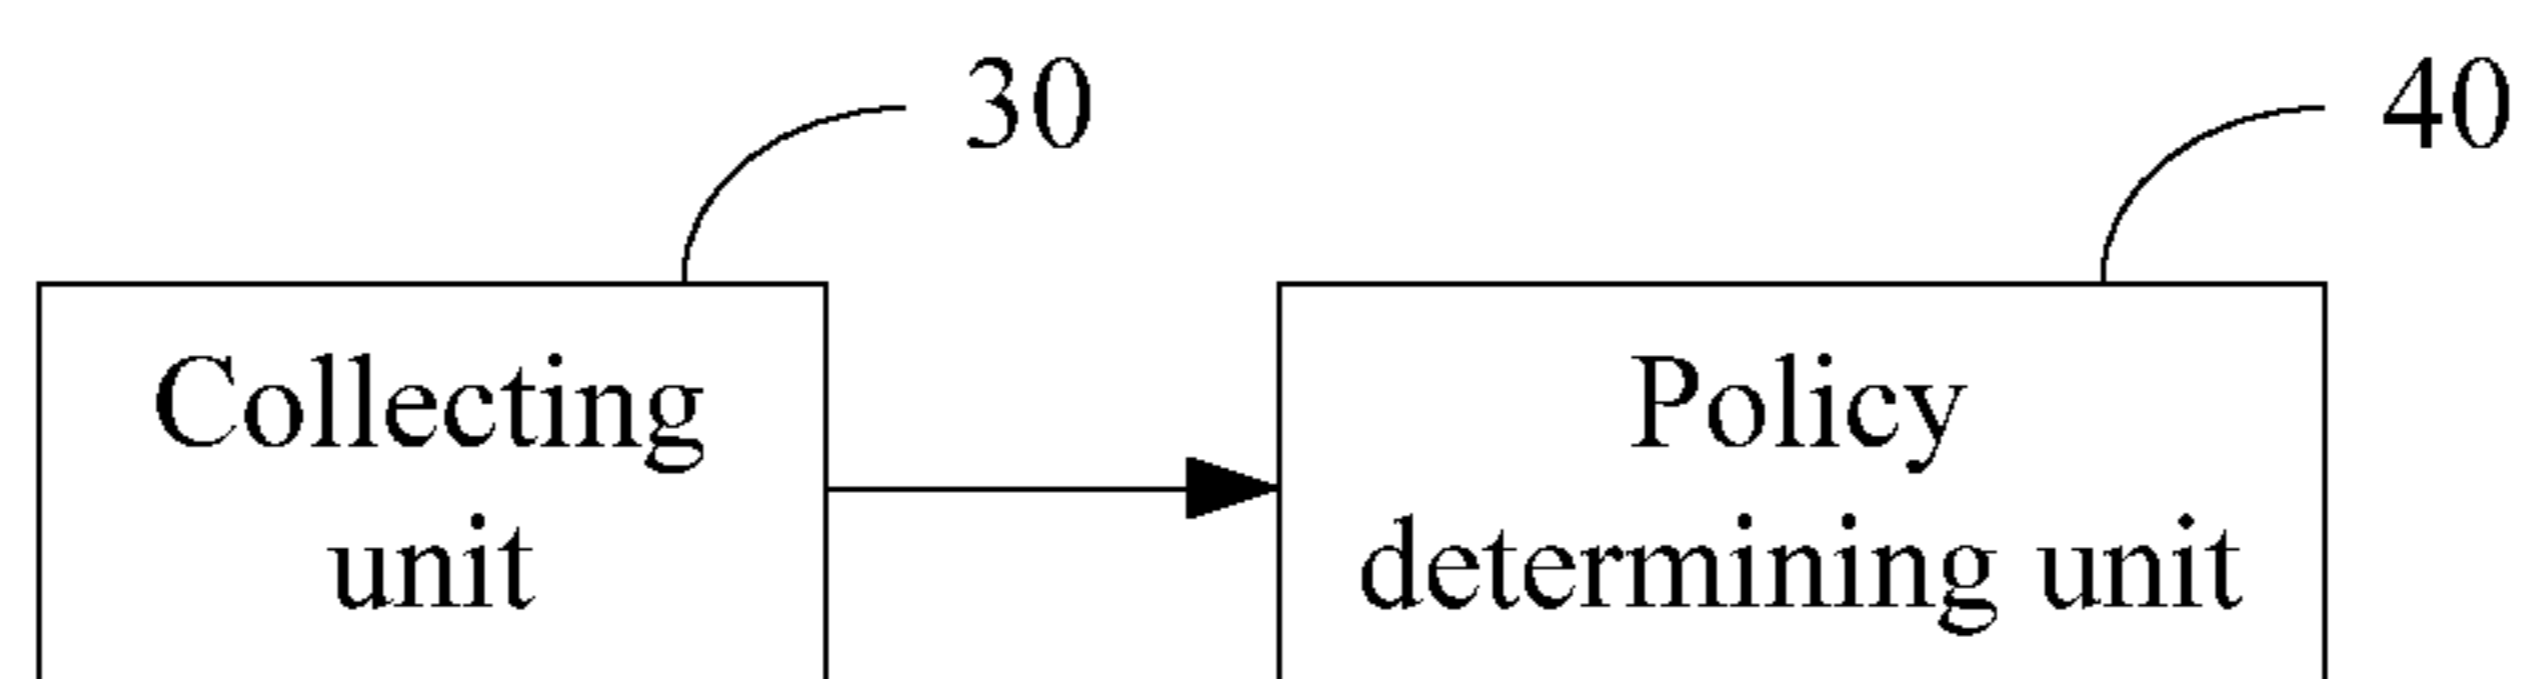 30
40
Collecting
unit
Policy
determining unit